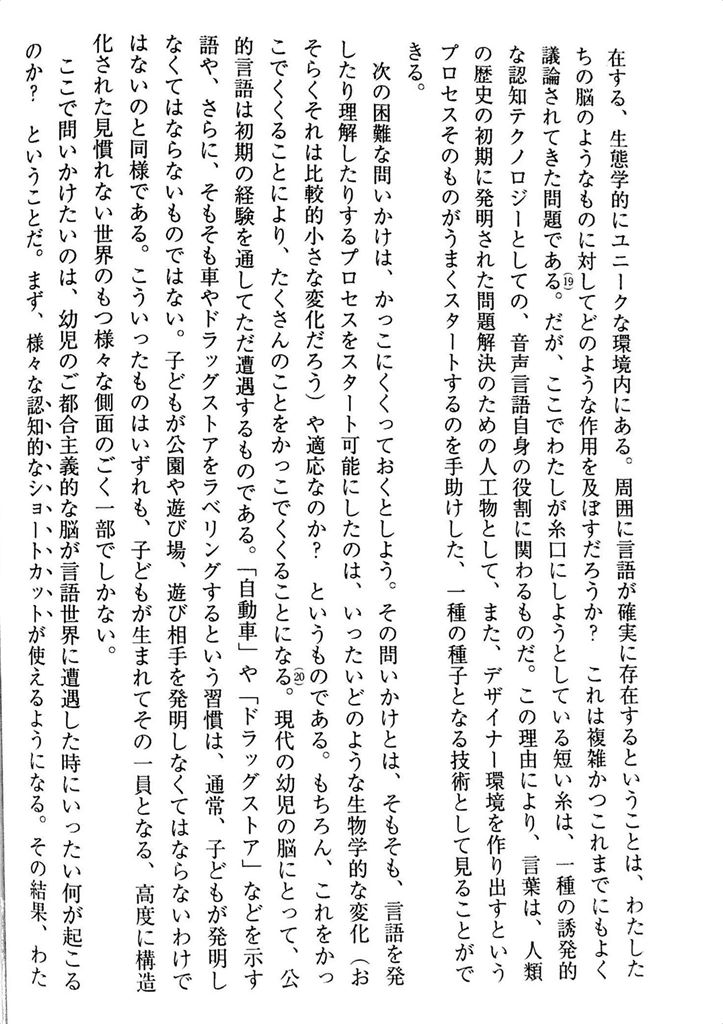 在する、生態学的にユニークな環境内にある。周囲に言語が確実に存在するということは、わたした
ちの脳のようなものに対してどのような作用を及ぼすだろうか？　これは複雑かつこれまでにもよく
議論されてきた問題である(19)。だが、ここでわたしが糸口にしようとしている短い糸は、一種の誘発的
な認知テクノロジーとしての、音声言語自身の役割に関わるものだ。この理由により、言葉は、人類
の歴史の初期に発明された問題解決のための人工物として、また、デザイナー環境を作り出すという
プロセスそのものがうまくスタートするのを手助けした、一種の種子となる技術として見ることがで
きる。
次の困難な問いかけは、かっこにくくっておくとしよう。その問いかけとは、そもそも、言語を発
したり理解したりするプロセスをスタート可能にしたのは、いったいどのような生物学的な変化（お
そらくそれは比較的小さな変化だろう）や適応なのか？　というものである(20)。もちろん、これをかっ
こでくくることにより、たくさんのことをかっこでくくることになる。現代の幼児の脳にとって、公
的言語は初期の経験を通してただ遭遇するものである。「自動車」や「ドラッグストア」などを示す
語や、さらに、そもそも車やドラッグストアをラベリングするという習慣は、通常、子どもが発明し
なくてはならないものではない。子どもが公園や遊び場、遊び相手を発明しなくてはならないわけで
はないのと同様である。こういったものはいずれも、子どもが生まれてその一員となる、高度に構造
化された見慣れない世界のもつ様々な側面のごく一部でしかない。
ここで問いかけたいのは、幼児のご都合主義的な脳が言語世界に遭遇した時にいったい何が起こる
のか？　ということだ。まず、様々な認知的なショートカットが使えるようになる。その結果、わた